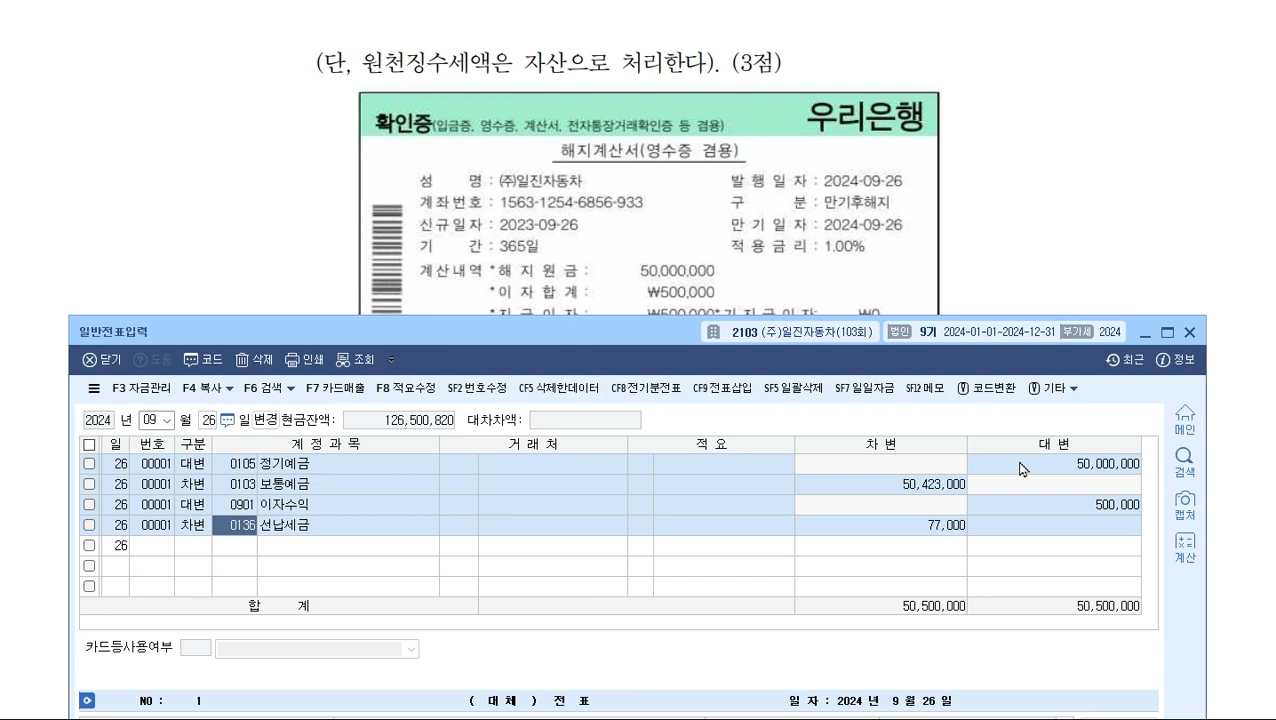 (단, 원천징수세액은 자산으로 처리한다). (3점)
확인증(입금증, 영수증, 계산서, 전자통장거래확인증 등 겸용) 우리은행
해지계산서(영수증 겸용)
성 명 : (주)일진자동차 발 행 일 자 : 2024-09-26
계좌번호 : 1563-1254-6856-933 구 분 : 만기후해지
신규일자 : 2023-09-26 만 기 일 자 : 2024-09-26
기 간 : 365일 적 용 금 리 : 1.00%
계산내역 *해 지 원 금 : 50,000,000
*이 자 합 계 : ₩500,000
일반전표입력 2103 (주)일진자동차(103회) 법인 9기 2024-01-01~2024-12-31 부가세 2024
닫기 도움 코드 삭제 인쇄 조회 최근 정보
F3 자금관리 F4 복사 F6 검색 F7 카드매출 F8 적요수정 SF2 번호수정 CF5 삭제한데이터 CF8 전기분전표 CF9 전표삽입 SF5 일괄삭제 SF7 일일자금 SF12 메모 코드변환 기타
2024 년 09 월 26 일 변경 현금잔액: 126,500,820 대차차액:
일 번호 구분 계 정 과 목 거 래 처 적 요 차 변 대 변
26 00001 대변 0105 정기예금 50,000,000
26 00001 차변 0103 보통예금 50,423,000
26 00001 대변 0901 이자수익 500,000
26 00001 차변 0136 선납세금 77,000
26
합 계 50,500,000 50,500,000
카드등사용여부
NO : 1 ( 대 체 ) 전 표 일 자 : 2024 년 9 월 26 일
메인
검색
캡처
계산